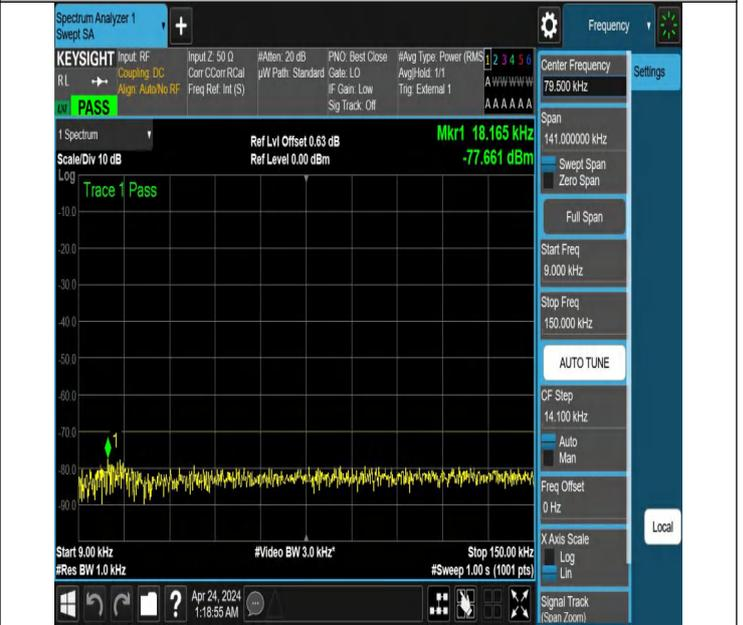 Spectrum Analyzer 1
Swept SA
+
Frequency
KEYSIGHT
RL
PASS
Input: RF
Coupling: DC
Align: Auto/No RF
Input Z: 50 Ω
Corr CCorr RCal
Freq Ref: Int (S)
#Atten: 20 dB
µW Path: Standard
PNO: Best Close
Gate: LO
IF Gain: Low
Sig Track: Off
#Avg Type: Power (RMS
Avg|Hold: 1/1
Trig: External 1
1 2 3 4 5 6
A W W W W W
A A A A A A
1 Spectrum
Scale/Div 10 dB
Ref Lvl Offset 0.63 dB
Ref Level 0.00 dBm
Mkr1 18.165 kHz
-77.661 dBm
Log
Trace 1 Pass
-10.0
-20.0
-30.0
-40.0
-50.0
-60.0
-70.0
-80.0
-90.0
1
Start 9.00 kHz
#Res BW 1.0 kHz
#Video BW 3.0 kHz*
Stop 150.00 kHz
#Sweep 1.00 s (1001 pts)
Center Frequency
79.500 kHz
Settings
Span
141.000000 kHz
Swept Span
Zero Span
Full Span
Start Freq
9.000 kHz
Stop Freq
150.000 kHz
AUTO TUNE
CF Step
14.100 kHz
Auto
Man
Freq Offset
0 Hz
X Axis Scale
Log
Lin
Local
Signal Track
(Span Zoom)
?
Apr 24, 2024
1:18:55 AM